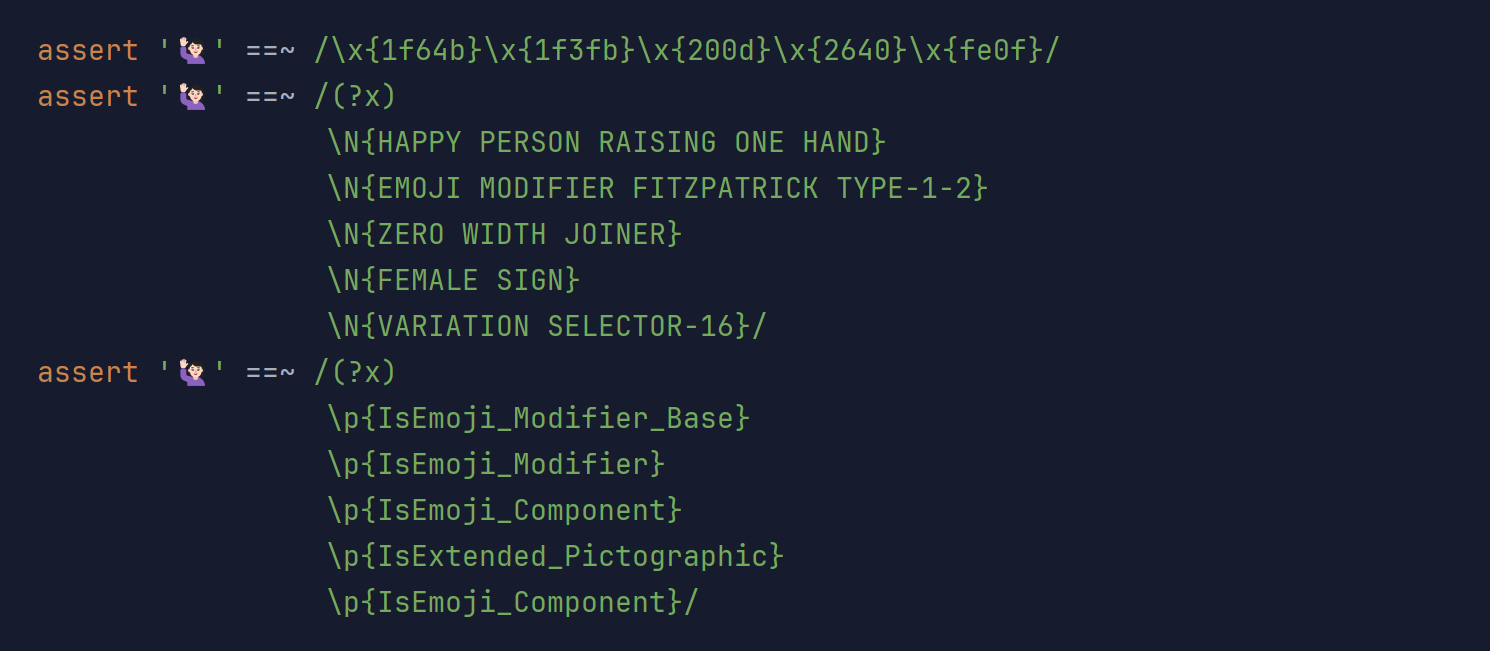 assert '🙋🏻‍♀️' ==~ /\x{1f64b}\x{1f3fb}\x{200d}\x{2640}\x{fe0f}/
assert '🙋🏻‍♀️' ==~ /(?x)
\N{HAPPY PERSON RAISING ONE HAND}
\N{EMOJI MODIFIER FITZPATRICK TYPE-1-2}
\N{ZERO WIDTH JOINER}
\N{FEMALE SIGN}
\N{VARIATION SELECTOR-16}/
assert '🙋🏻‍♀️' ==~ /(?x)
\p{IsEmoji_Modifier_Base}
\p{IsEmoji_Modifier}
\p{IsEmoji_Component}
\p{IsExtended_Pictographic}
\p{IsEmoji_Component}/